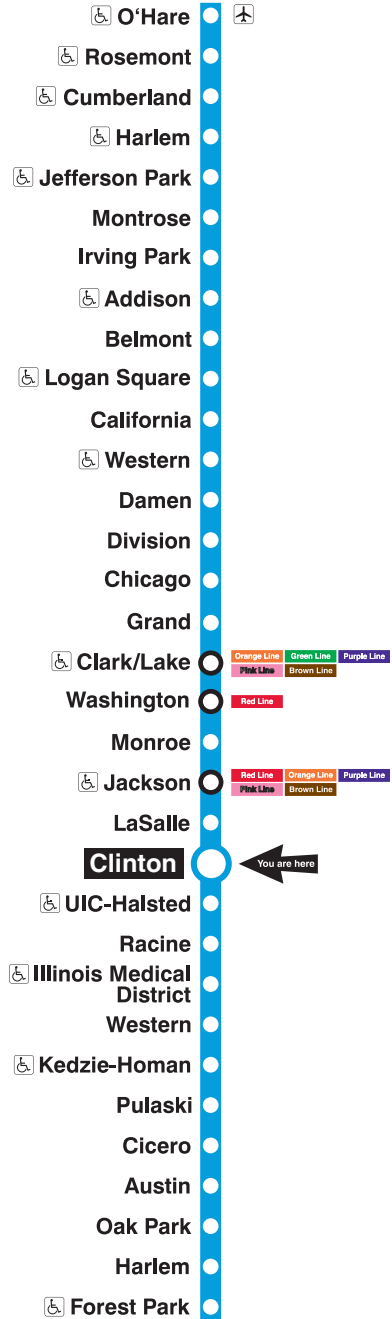 O'Hare
Rosemont
Cumberland
Harlem
Jefferson Park
Montrose
Irving Park
Addison
Belmont
Logan Square
California
Western
Damen
Division
Chicago
Grand
Clark/Lake
Orange Line Green Line Purple Line
Pink Line Brown Line
Washington
Red Line
Monroe
Jackson
Red Line Orange Line Purple Line
Pink Line Brown Line
LaSalle
Clinton
You are here
UIC-Halsted
Racine
Illinois Medical
District
Western
Kedzie-Homan
Pulaski
Cicero
Austin
Oak Park
Harlem
Forest Park